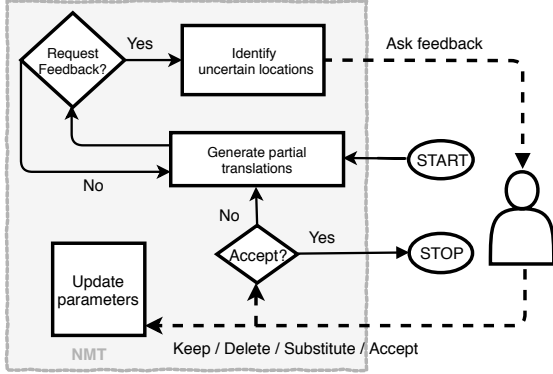 Request
Feedback?
Yes
Identify
uncertain locations
Ask feedback
Generate partial
translations
START
No
No
Accept?
Yes
STOP
Update
parameters
NMT
Keep / Delete / Substitute / Accept